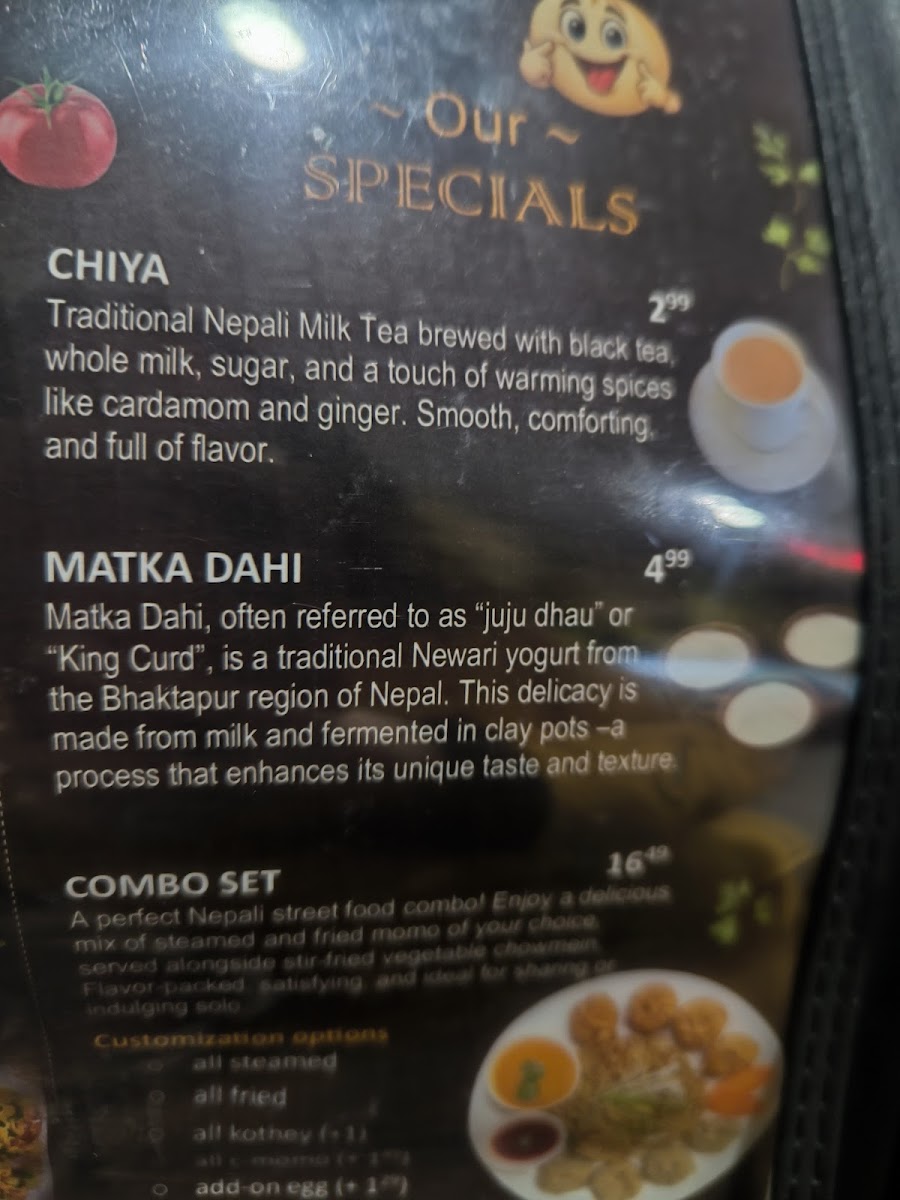 ~ Our ~
SPECIALS
CHIYA
2.99
Traditional Nepali Milk Tea brewed with black tea,
whole milk, sugar, and a touch of warming spices
like cardamom and ginger. Smooth, comforting,
and full of flavor.
MATKA DAHI
4.99
Matka Dahi, often referred to as “juju dhau” or
“King Curd”, is a traditional Newari yogurt from
the Bhaktapur region of Nepal. This delicacy is
made from milk and fermented in clay pots –a
process that enhances its unique taste and texture.
COMBO SET
16.49
A perfect Nepali street food combo! Enjoy a delicious
mix of steamed and fried momo of your choice,
served alongside stir-fried vegetable chowmein.
Flavor-packed, satisfying, and ideal for sharing or
indulging solo.
Customization options
all steamed
all fried
all kothey (+1)
all c-momo (+
add-on egg (+ 1